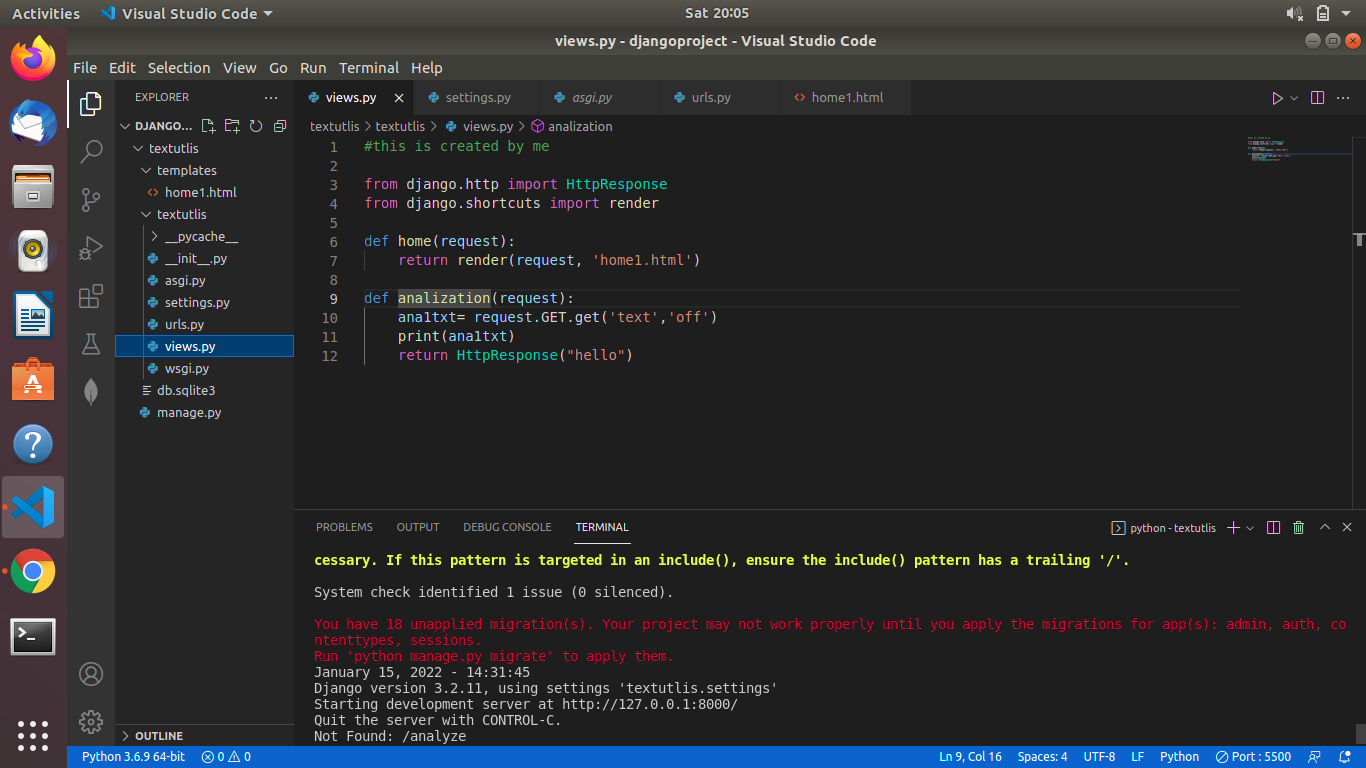 Activities Visual Studio Code Sat 20:05
views.py - djangoproject - Visual Studio Code
File Edit Selection View Go Run Terminal Help
EXPLORER
DJANGO...
textutlis
templates
home1.html
textutlis
__pycache__
__init__.py
asgi.py
settings.py
urls.py
views.py
wsgi.py
db.sqlite3
manage.py
OUTLINE
views.py settings.py asgi.py urls.py home1.html
textutlis > textutlis > views.py > analization
1 #this is created by me
2
3 from django.http import HttpResponse
4 from django.shortcuts import render
5
6 def home(request):
7 return render(request, 'home1.html')
8
9 def analization(request):
10 ana1txt= request.GET.get('text','off')
11 print(ana1txt)
12 return HttpResponse("hello")
PROBLEMS OUTPUT DEBUG CONSOLE TERMINAL python - textutlis
cessary. If this pattern is targeted in an include(), ensure the include() pattern has a trailing '/'.
System check identified 1 issue (0 silenced).
You have 18 unapplied migration(s). Your project may not work properly until you apply the migrations for app(s): admin, auth, co
ntenttypes, sessions.
Run 'python manage.py migrate' to apply them.
January 15, 2022 - 14:31:45
Django version 3.2.11, using settings 'textutlis.settings'
Starting development server at http://127.0.0.1:8000/
Quit the server with CONTROL-C.
Not Found: /analyze
Python 3.6.9 64-bit 0 0 Ln 9, Col 16 Spaces: 4 UTF-8 LF Python Port : 5500